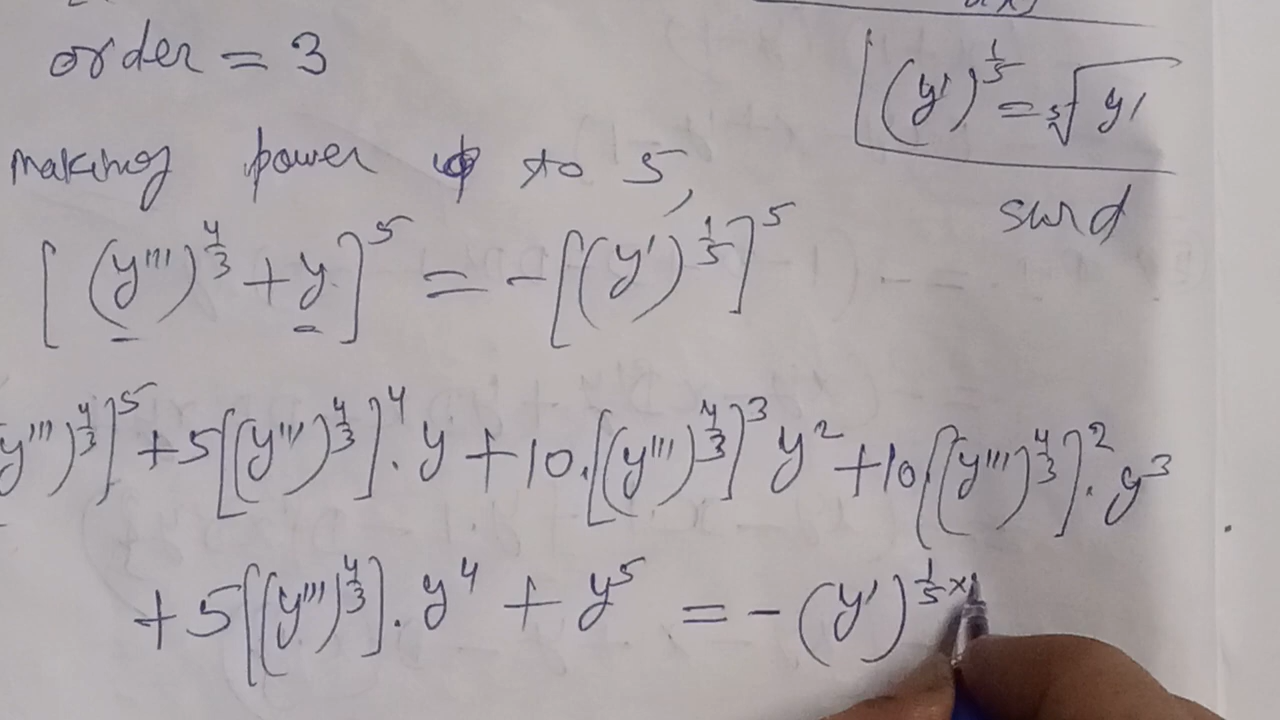 order = 3
(y′)^{1/5} = ⁵√y′
surd
making power up to 5,
[(y′′′)^{4/3} + y]^5 = -[(y′)^{1/5}]^5
y′′′)^{4/3}]^5 + 5[(y′′′)^{4/3}]^4 . y + 10.[(y′′′)^{4/3}]^3 y^2 + 10.[(y′′′)^{4/3}]^2 . y^3
+ 5[(y′′′)^{4/3}] . y^4 + y^5 = -(y′)^{1/5 ×